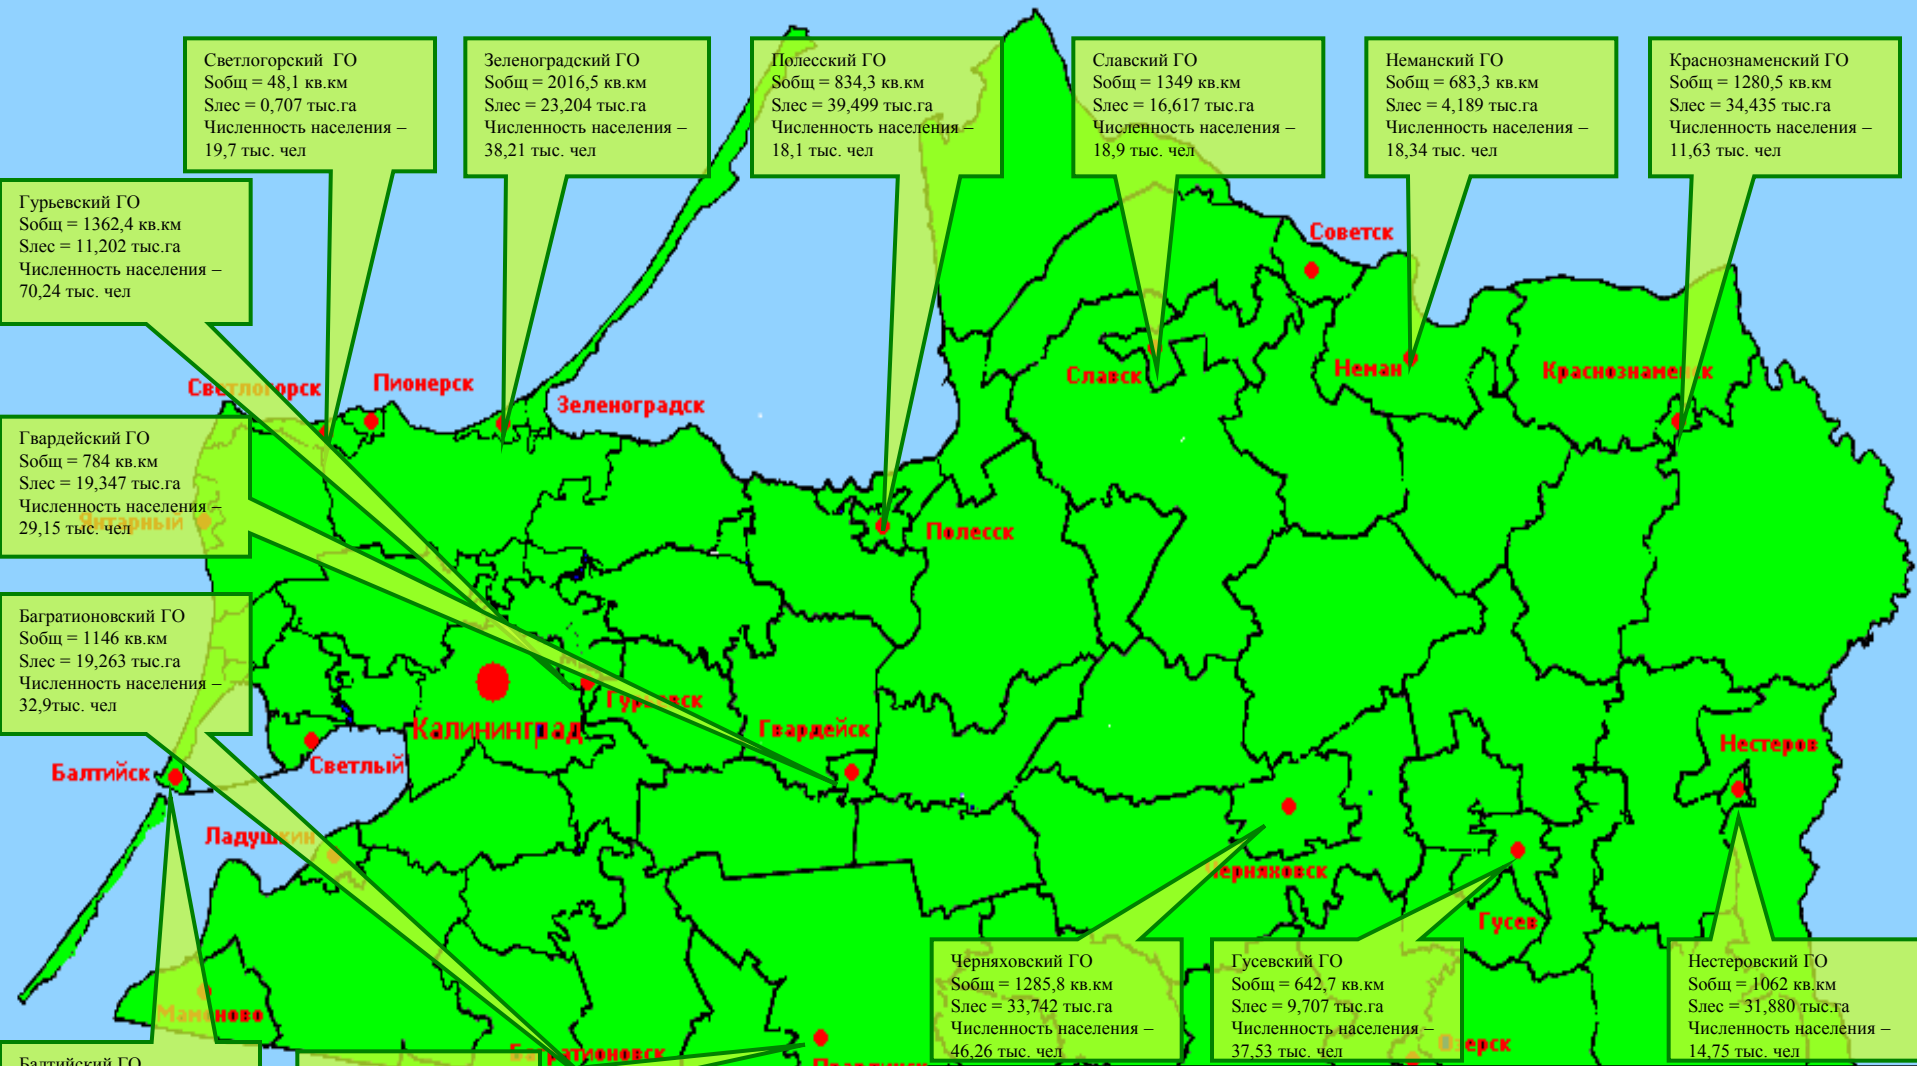 Светлогорский ГО
Sобщ = 48,1 кв.км
Sлес = 0,707 тыс.га
Численность населения –
19,7 тыс. чел
Зеленоградский ГО
Sобщ = 2016,5 кв.км
Sлес = 23,204 тыс.га
Численность населения –
38,21 тыс. чел
Полесский ГО
Sобщ = 834,3 кв.км
Sлес = 39,499 тыс.га
Численность населения –
18,1 тыс. чел
Славский ГО
Sобщ = 1349 кв.км
Sлес = 16,617 тыс.га
Численность населения –
18,9 тыс. чел
Неманский ГО
Sобщ = 683,3 кв.км
Sлес = 4,189 тыс.га
Численность населения –
18,34 тыс. чел
Краснознаменский ГО
Sобщ = 1280,5 кв.км
Sлес = 34,435 тыс.га
Численность населения –
11,63 тыс. чел
Гурьевский ГО
Sобщ = 1362,4 кв.км
Sлес = 11,202 тыс.га
Численность населения –
70,24 тыс. чел
Советск
Славск
Неман
Краснознаменск
Светлогорск
Пионерск
Зеленоградск
Гвардейский ГО
Sобщ = 784 кв.км
Sлес = 19,347 тыс.га
Численность населения –
29,15 тыс. чел
Янтарный
Полесск
Багратионовский ГО
Sобщ = 1146 кв.км
Sлес = 19,263 тыс.га
Численность населения –
32,9тыс. чел
Гурьевск
Калининград
Гвардейск
Нестеров
Светлый
Балтийск
Ладушкин
Черняховск
Гусев
Черняховский ГО
Sобщ = 1285,8 кв.км
Sлес = 33,742 тыс.га
Численность населения –
46,26 тыс. чел
Гусевский ГО
Sобщ = 642,7 кв.км
Sлес = 9,707 тыс.га
Численность населения –
37,53 тыс. чел
Нестеровский ГО
Sобщ = 1062 кв.км
Sлес = 31,880 тыс.га
Численность населения –
14,75 тыс. чел
Мамоново
Багратионовск
Озерск
Балтийский ГО